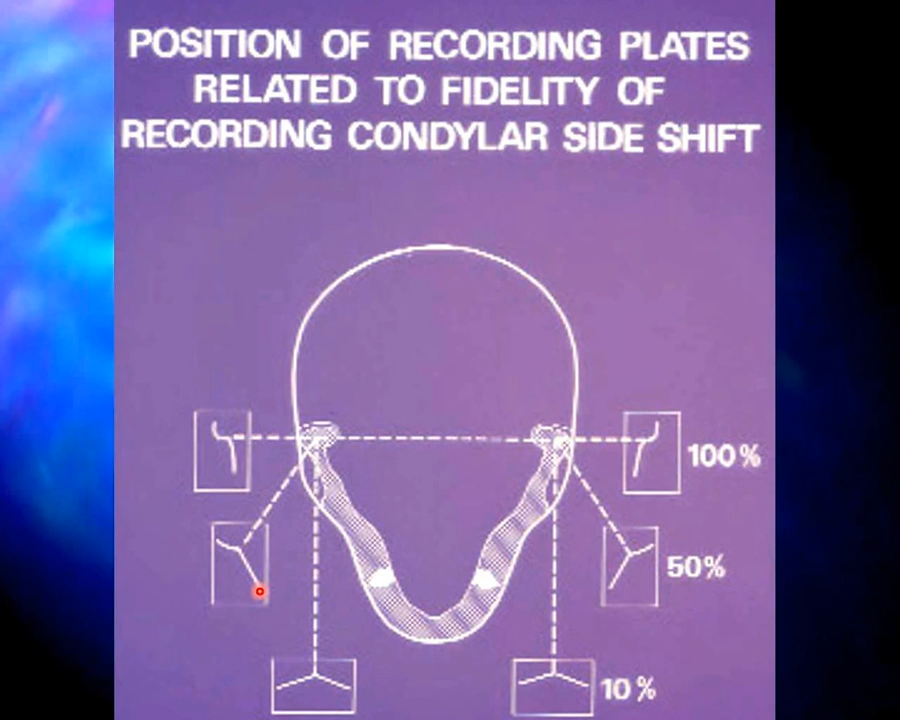 POSITION OF RECORDING PLATES
RELATED TO FIDELITY OF
RECORDING CONDYLAR SIDE SHIFT
100%
50%
10%